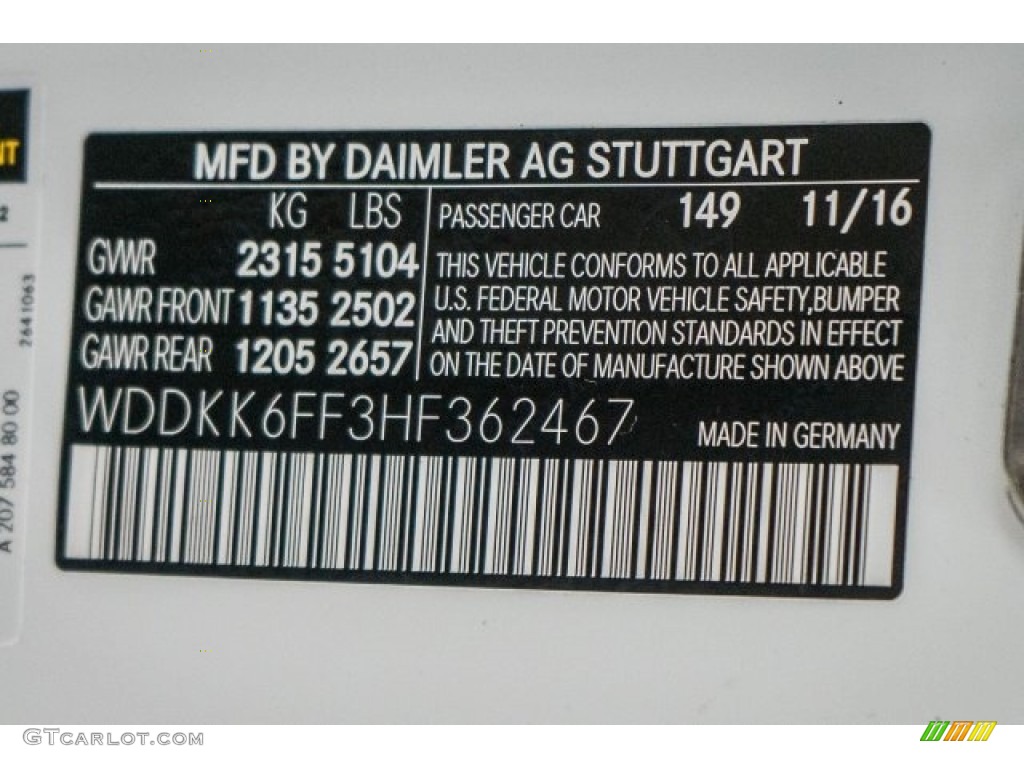 MFD BY DAIMLER AG STUTTGART
KG LBS
GVWR 2315 5104
GAWR FRONT 1135 2502
GAWR REAR 1205 2657
PASSENGER CAR 149 11/16
THIS VEHICLE CONFORMS TO ALL APPLICABLE
U.S. FEDERAL MOTOR VEHICLE SAFETY,BUMPER
AND THEFT PREVENTION STANDARDS IN EFFECT
ON THE DATE OF MANUFACTURE SHOWN ABOVE
WDDKK6FF3HF362467
MADE IN GERMANY
A 207 584 80 00
2641063
GTCARLOT.COM